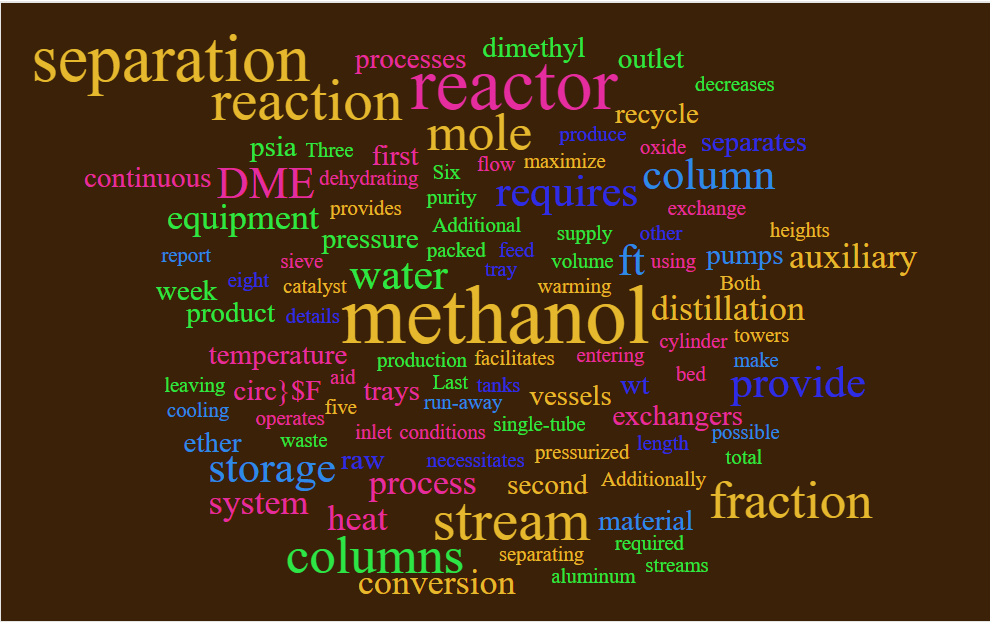 separation processes dimethyl outlet
reaction reactor decreases
mole recycle
psia Three first produce oxide separates
continuous DME dehydrating Six flow maximize column
equipment provides purity requires exchange
pressure Additional supply other heights
report sieve packed feed volume ft using pumps auxiliary
week eight catalyst water tray warming Both
product details methanol distillation
temperature production facilitates entering cylinder towers
leaving circ}$F aid trays Last tanks vessels wt bed make provide
cooling operates five run-away exchangers
ether waste inlet conditions single-tube length possible
storage raw necessitates pressurized total
system process second Additionally fraction
heat stream material
columns separating required
conversion aluminum streams